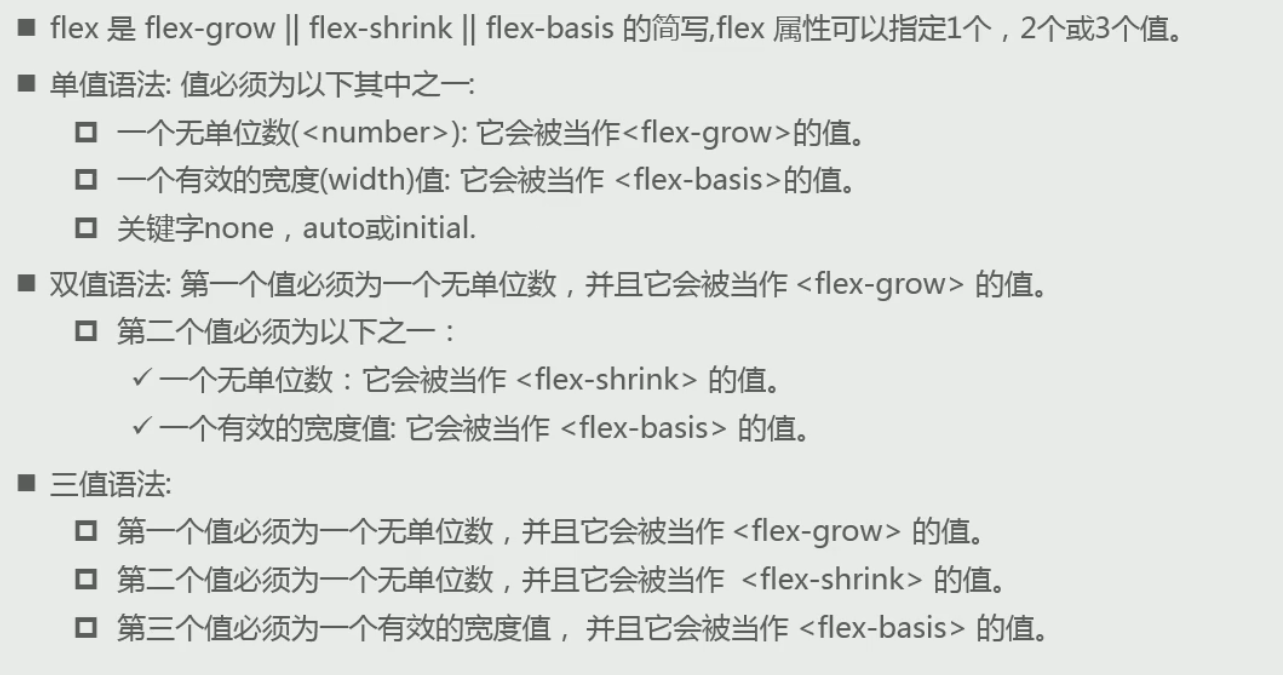 ■ flex 是 flex-grow || flex-shrink || flex-basis 的简写,flex 属性可以指定1个，2个或3个值。
■ 单值语法: 值必须为以下其中之一:
一个无单位数(<number>): 它会被当作<flex-grow>的值。
一个有效的宽度(width)值: 它会被当作 <flex-basis>的值。
关键字none，auto或initial.
■ 双值语法: 第一个值必须为一个无单位数，并且它会被当作 <flex-grow> 的值。
第二个值必须为以下之一：
✓ 一个无单位数：它会被当作 <flex-shrink> 的值。
✓ 一个有效的宽度值: 它会被当作 <flex-basis> 的值。
■ 三值语法:
第一个值必须为一个无单位数，并且它会被当作 <flex-grow> 的值。
第二个值必须为一个无单位数，并且它会被当作 <flex-shrink> 的值。
第三个值必须为一个有效的宽度值， 并且它会被当作 <flex-basis> 的值。